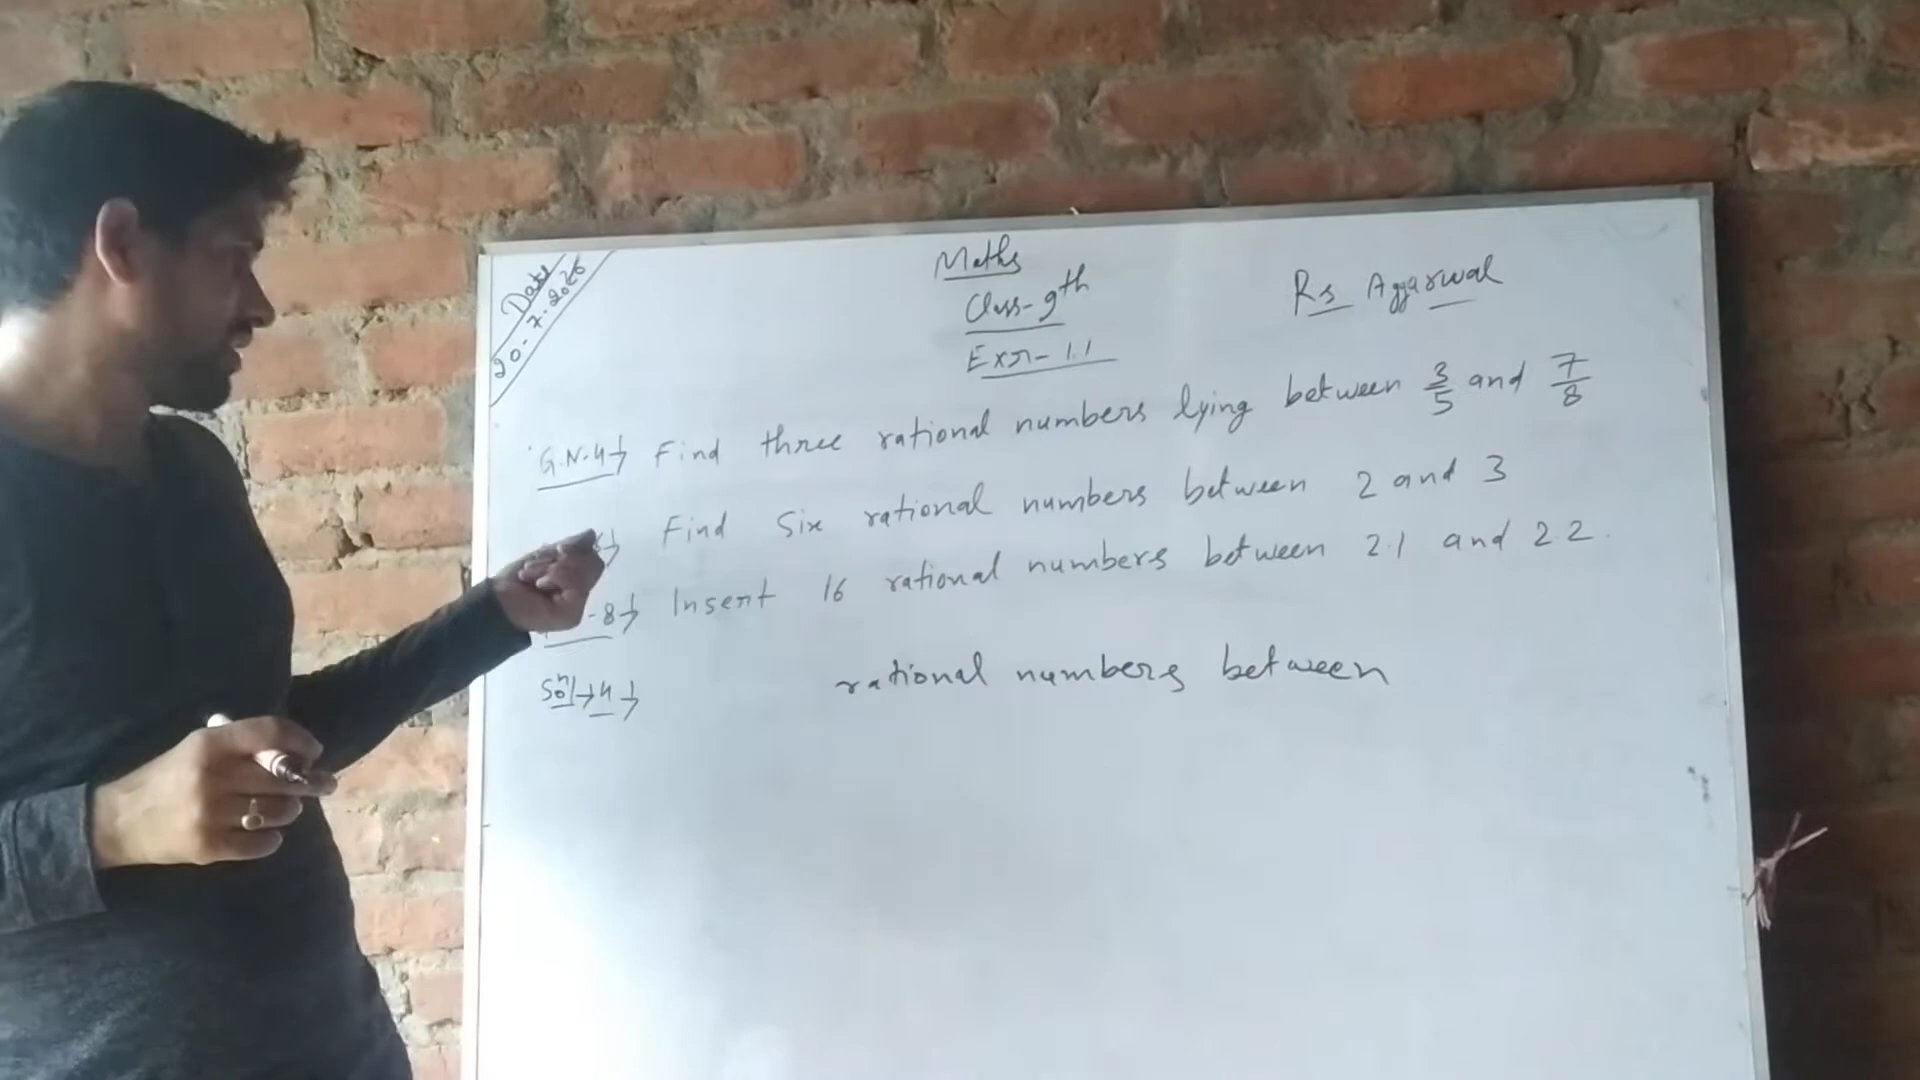 Date
20-7-2020
Maths
Class-9th
Rs Aggarwal
Exr-1.1
Q.N.4→ Find three rational numbers lying between 3/5 and 7/8
Find Six rational numbers between 2 and 3
-8→ Insert 16 rational numbers between 2.1 and 2.2.
Solⁿ→4→ rational numbers between